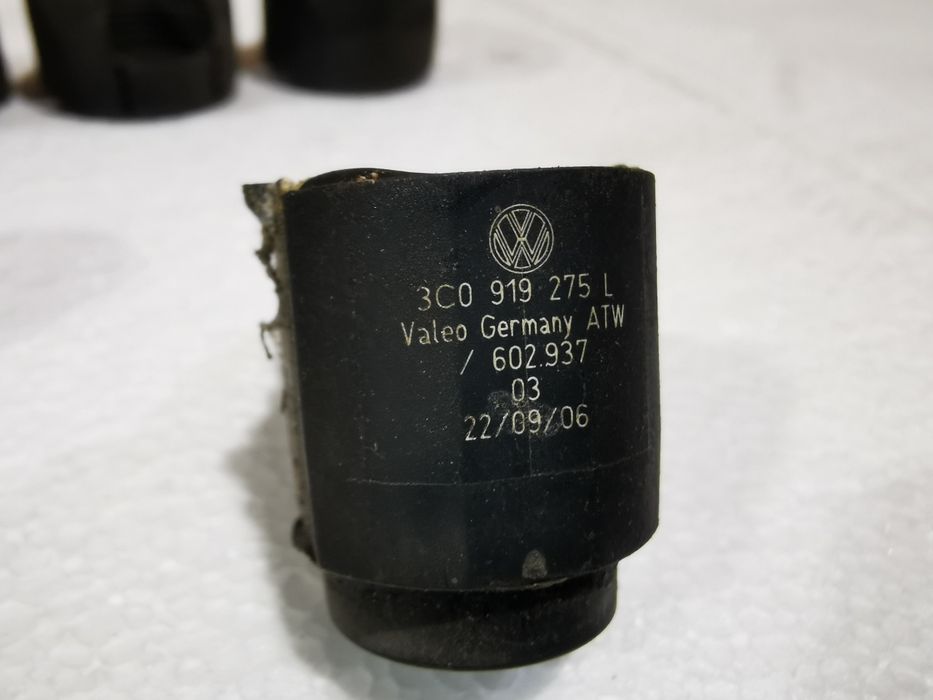 3C0 919 275 L
Valeo Germany ATW
/ 602.937
03
22/09/06